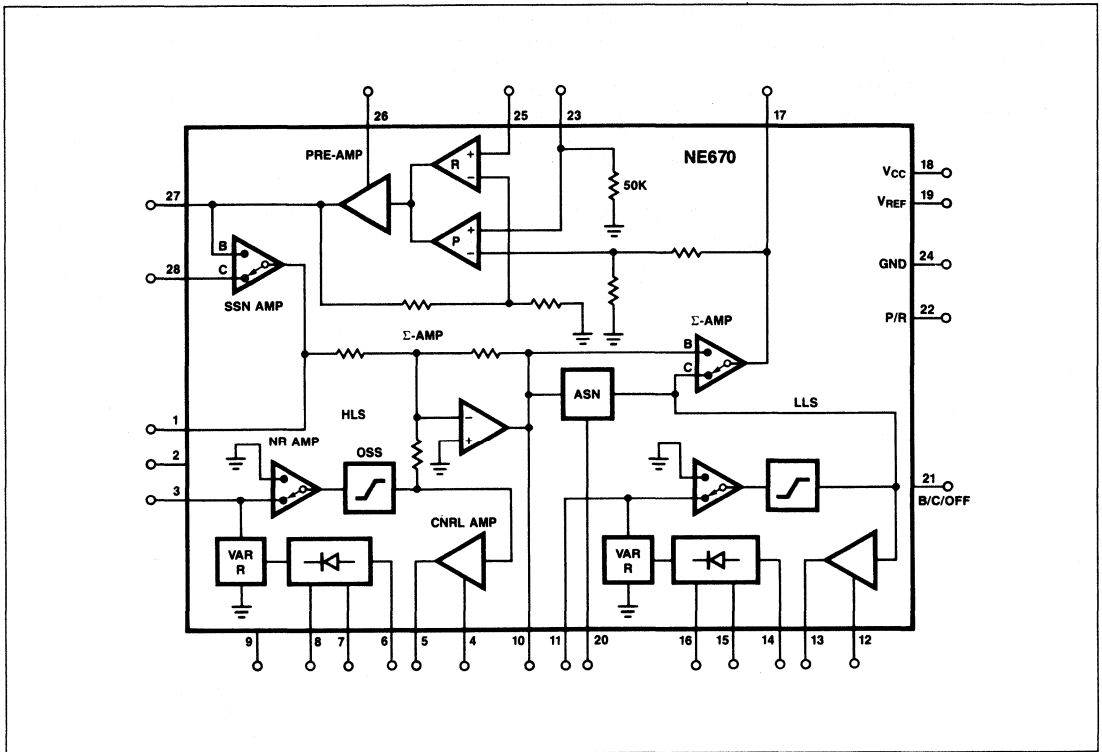 26
25
23
17
PRE-AMP
NE670
R
+
−
50K
VCC
18
VREF
19
27
P
+
−
B
C
28
SSN AMP
GND
24
P/R
22
Σ-AMP
Σ-AMP
B
C
ASN
LLS
HLS
−
+
1
NR AMP
OSS
2
3
21
B/C/OFF
CNRL AMP
VAR
R
VAR
R
9
8
7
6
5
4
10
11
20
16
15
14
13
12